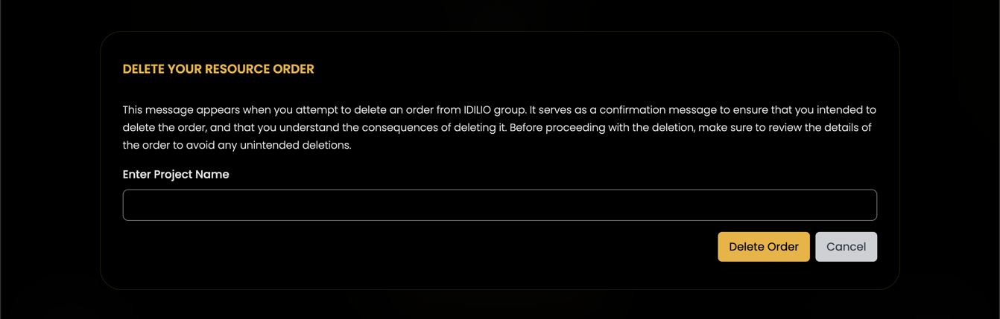 DELETE YOUR RESOURCE ORDER
This message appears when you attempt to delete an order from IDILIO group. It serves as a confirmation message to ensure that you intended to
delete the order, and that you understand the consequences of deleting it. Before proceeding with the deletion, make sure to review the details of
the order to avoid any unintended deletions.
Enter Project Name
Delete Order Cancel